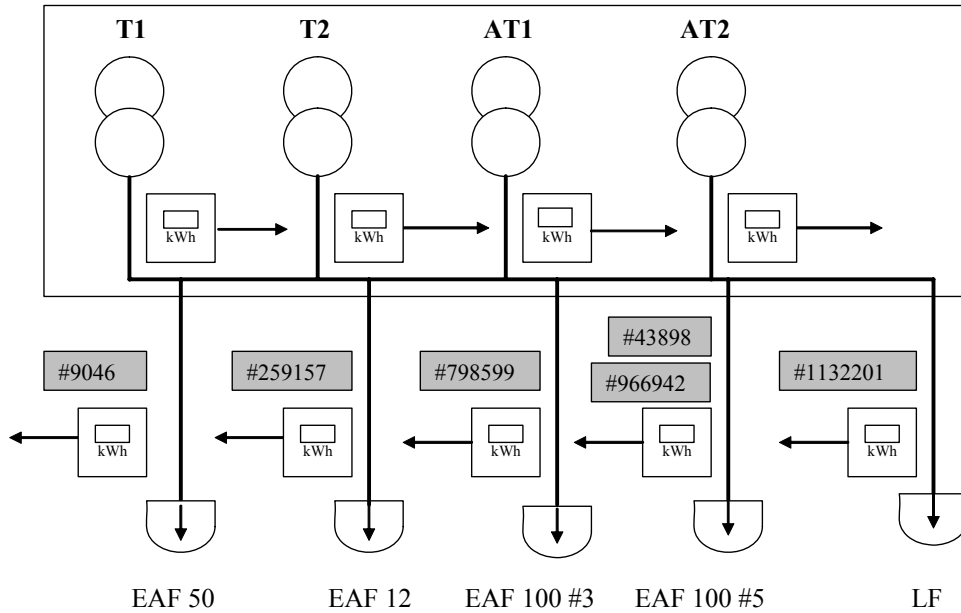 T1 T2 AT1 AT2
kWh kWh kWh kWh
#43898
#9046 #259157 #798599 #966942 #1132201
kWh kWh kWh kWh kWh
EAF 50 EAF 12 EAF 100 #3 EAF 100 #5 LF